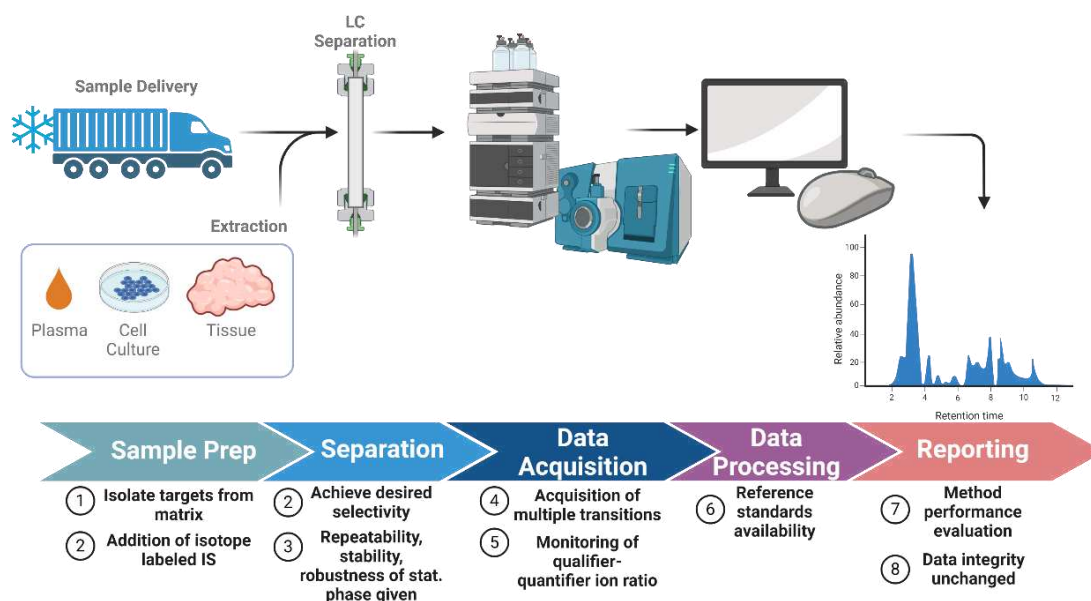 LC
Separation
Sample Delivery
Extraction
Plasma
Cell
Culture
Tissue
Relative abundance
100
80
60
40
20
0
2
4
6
8
10
12
Retention time
Sample Prep
Separation
Data
Acquisition
Data
Processing
Reporting
1 Isolate targets from
matrix
2 Addition of isotope
labeled IS
2 Achieve desired
selectivity
3 Repeatability,
stability,
robustness of stat.
phase given
4 Acquisition of
multiple transitions
5 Monitoring of
qualifier-
quantifier ion ratio
6 Reference
standards
availability
7 Method
performance
evaluation
8 Data integrity
unchanged